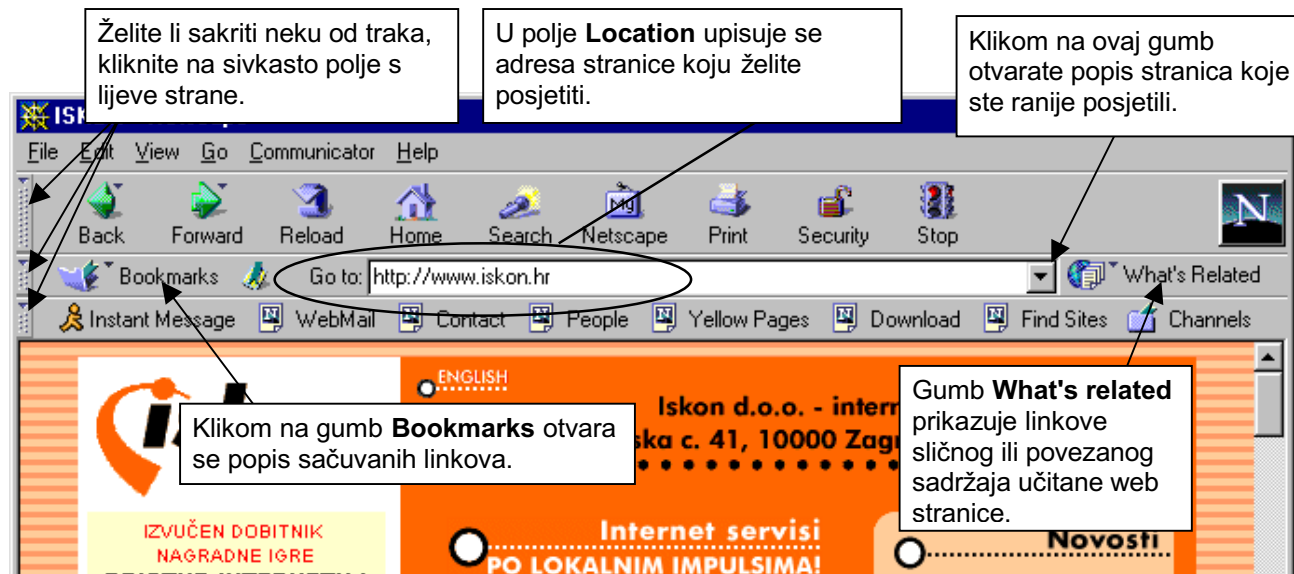 Želite li sakriti neku od traka,
kliknite na sivkasto polje s
lijeve strane.
U polje Location upisuje se
adresa stranice koju želite
posjetiti.
Klikom na ovaj gumb
otvarate popis stranica koje
ste ranije posjetili.
File Edit View Go Communicator Help
Back Forward Reload Home Search Netscape Print Security Stop
Bookmarks Go to: http://www.iskon.hr What's Related
Instant Message WebMail Contact People Yellow Pages Download Find Sites Channels
ENGLISH
Iskon d.o.o. -
c. 41, 10000
Klikom na gumb Bookmarks otvara
se popis sačuvanih linkova.
Gumb What's related
prikazuje linkove
sličnog ili povezanog
sadržaja učitane web
stranice.
IZVUČEN DOBITNIK
NAGRADNE IGRE
Internet servisi
PO LOKALNIM IMPULSIMA!
Novosti